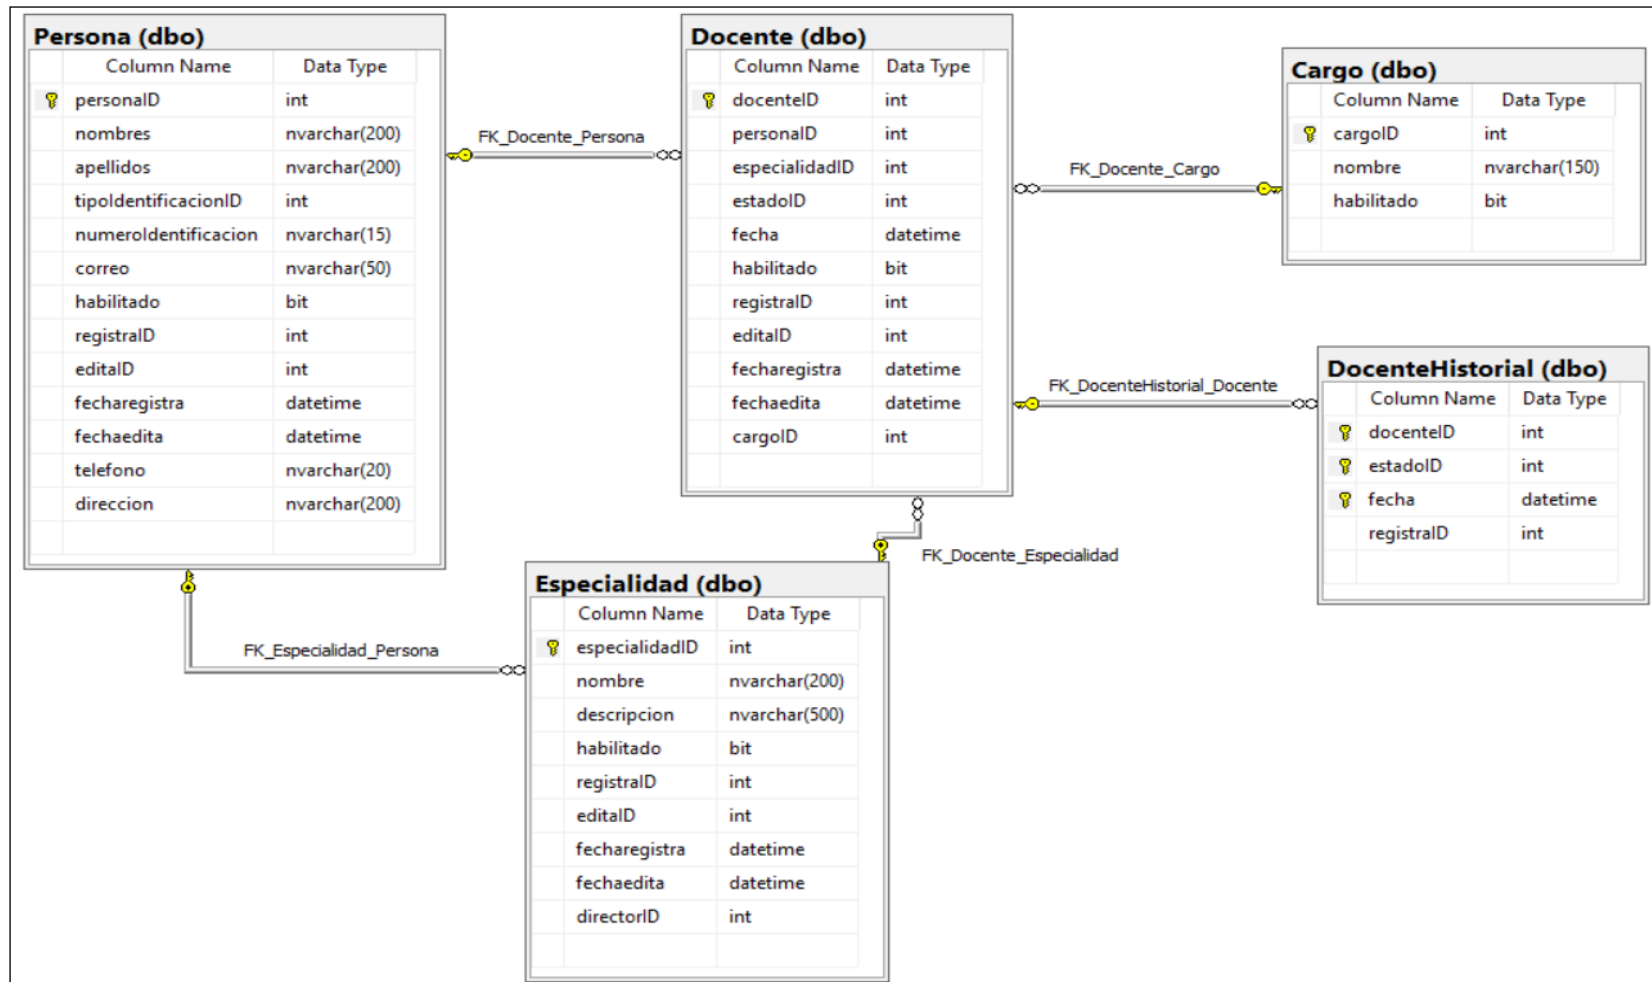 Persona (dbo)
Column Name Data Type
personaID int
nombres nvarchar(200)
apellidos nvarchar(200)
tipoIdentificacionID int
numeroIdentificacion nvarchar(15)
correo nvarchar(50)
habilitado bit
registraID int
editaID int
fecharegistra datetime
fechaedita datetime
telefono nvarchar(20)
direccion nvarchar(200)
FK_Docente_Persona
Docente (dbo)
Column Name Data Type
docenteID int
personaID int
especialidadID int
estadoID int
fecha datetime
habilitado bit
registraID int
editaID int
fecharegistra datetime
fechaedita datetime
cargoID int
FK_Docente_Cargo
Cargo (dbo)
Column Name Data Type
cargoID int
nombre nvarchar(150)
habilitado bit
FK_DocenteHistorial_Docente
DocenteHistorial (dbo)
Column Name Data Type
docenteID int
estadoID int
fecha datetime
registraID int
FK_Docente_Especialidad
FK_Especialidad_Persona
Especialidad (dbo)
Column Name Data Type
especialidadID int
nombre nvarchar(200)
descripcion nvarchar(500)
habilitado bit
registraID int
editaID int
fecharegistra datetime
fechaedita datetime
directorID int